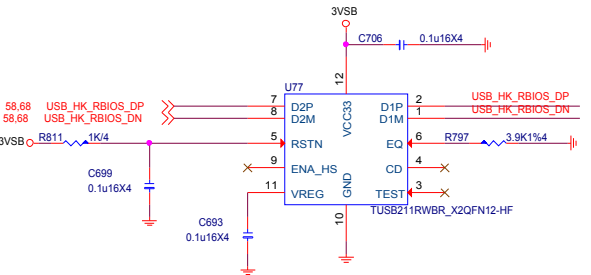 3VSB
C706 0.1u16X4
12
U77
58,68 USB_HK_RBIOS_DP 7 D2P VCC33 D1P 2 USB_HK_RBIOS_DP
58,68 USB_HK_RBIOS_DN 8 D2M D1M 1 USB_HK_RBIOS_DN
3VSB R811 1K/4 5 RSTN EQ 6 R797 3.9K1%4
9 ENA_HS CD 4
C699
0.1u16X4
11 VREG GND TEST 3
TUSB211RWBR_X2QFN12-HF
10
C693
0.1u16X4